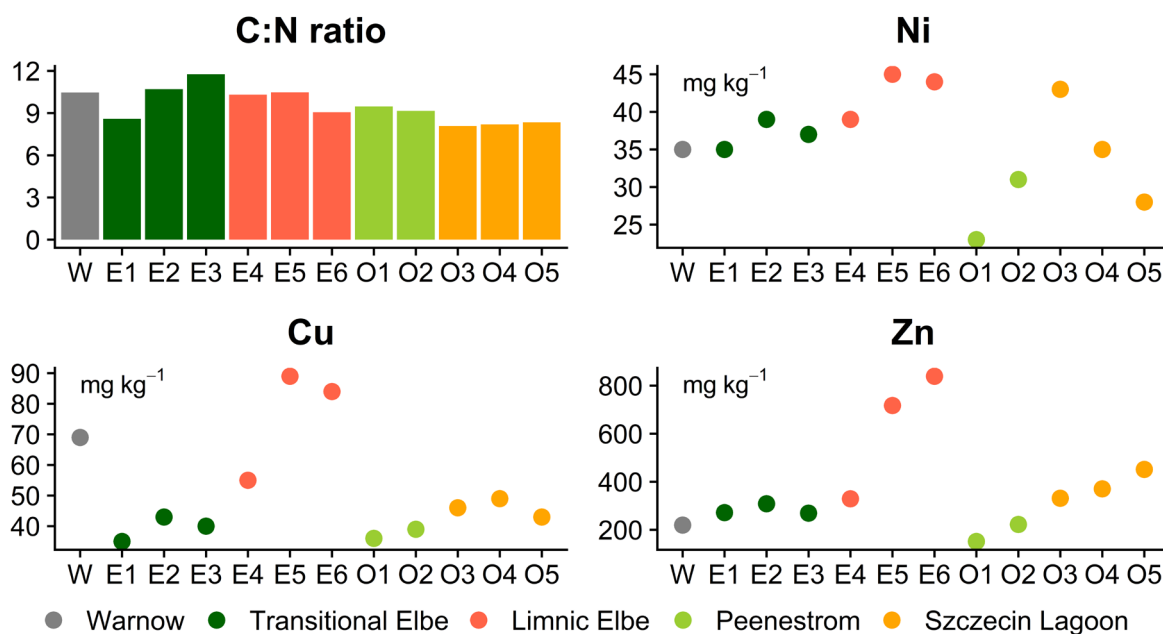 C:N ratio
12
9
6
3
0
W E1 E2 E3 E4 E5 E6 O1 O2 O3 O4 O5
Ni
mg kg⁻¹
45
40
35
30
25
W E1 E2 E3 E4 E5 E6 O1 O2 O3 O4 O5
Cu
mg kg⁻¹
90
80
70
60
50
40
W E1 E2 E3 E4 E5 E6 O1 O2 O3 O4 O5
Zn
mg kg⁻¹
800
600
400
200
W E1 E2 E3 E4 E5 E6 O1 O2 O3 O4 O5
Warnow Transitional Elbe Limnic Elbe Peenestrom Szczecin Lagoon